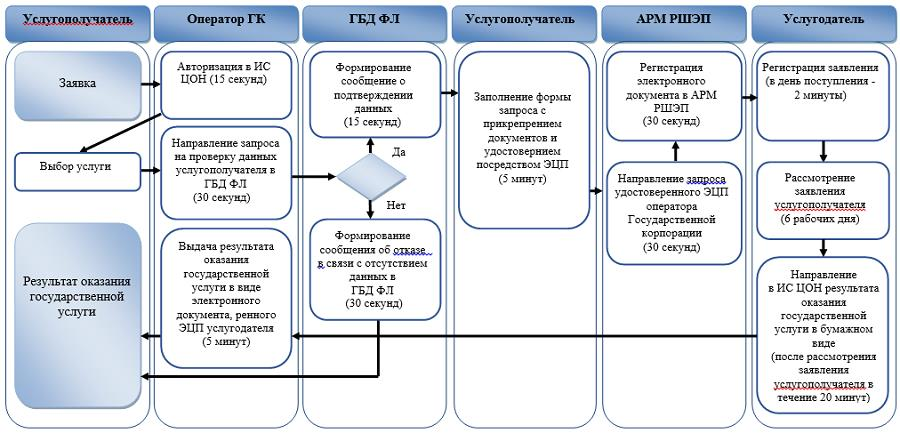 Услугополучатель
Оператор ГК
ГБД ФЛ
Услугополучатель
АРМ РШЭП
Услугодатель
Заявка
Выбор услуги
Результат оказания
государственной
услуги
Авторизация в ИС
ЦОН (15 секунд)
Направление запроса
на проверку данных
услугополучателя в
ГБД ФЛ
(30 секунд)
Выдача результата
оказания
государственной
услуги в виде
электронного
документа, ренного
ЭЦП услугодателя
(5 минут)
Формирование
сообщение о
подтверждении
данных
(15 секунд)
Да
Нет
Формирование
сообщения об отказе
в связи с отсутствием
данных в
ГБД ФЛ
(30 секунд)
Заполнение формы
запроса с
прикрепрением
документов и
удостовернием
посредством ЭЦП
(5 минут)
Регистрация
электронного
документа в АРМ
РШЭП
(30 секунд)
Направление запроса
удостоверенного ЭЦП
оператора
Государственной
корпорации
(30 секунд)
Регистрация заявления
(в день поступления -
2 минуты)
Рассмотрение
заявления
услугополучателя
(6 рабочих дня)
Направление
в ИС ЦОН результата
оказания
государственной
услуги в бумажном
виде
(после рассмотрения
заявления
услугополучателя в
течение 20 минут)